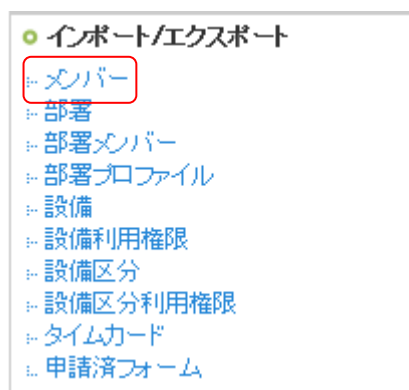 インポート/エクスポート
メンバー
部署
部署メンバー
部署プロファイル
設備
設備利用権限
設備区分
設備区分利用権限
タイムカード
申請済フォーム